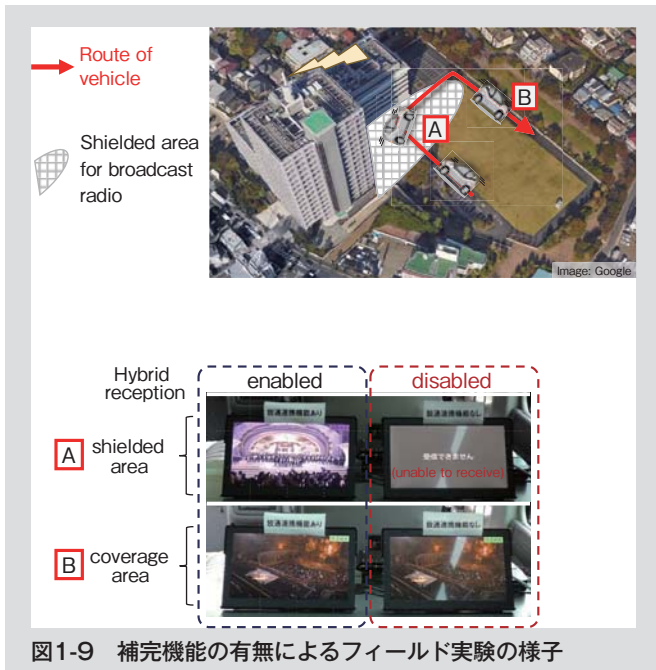 Route of
vehicle
Shielded area
for broadcast
radio
A
B
Image: Google
Hybrid
reception
enabled
disabled
放通連携機能あり
放通連携機能なし
A shielded
area
受信できません
(unable to receive)
放通連携機能あり
放通連携機能なし
B coverage
area
図1-9 補完機能の有無によるフィールド実験の様子